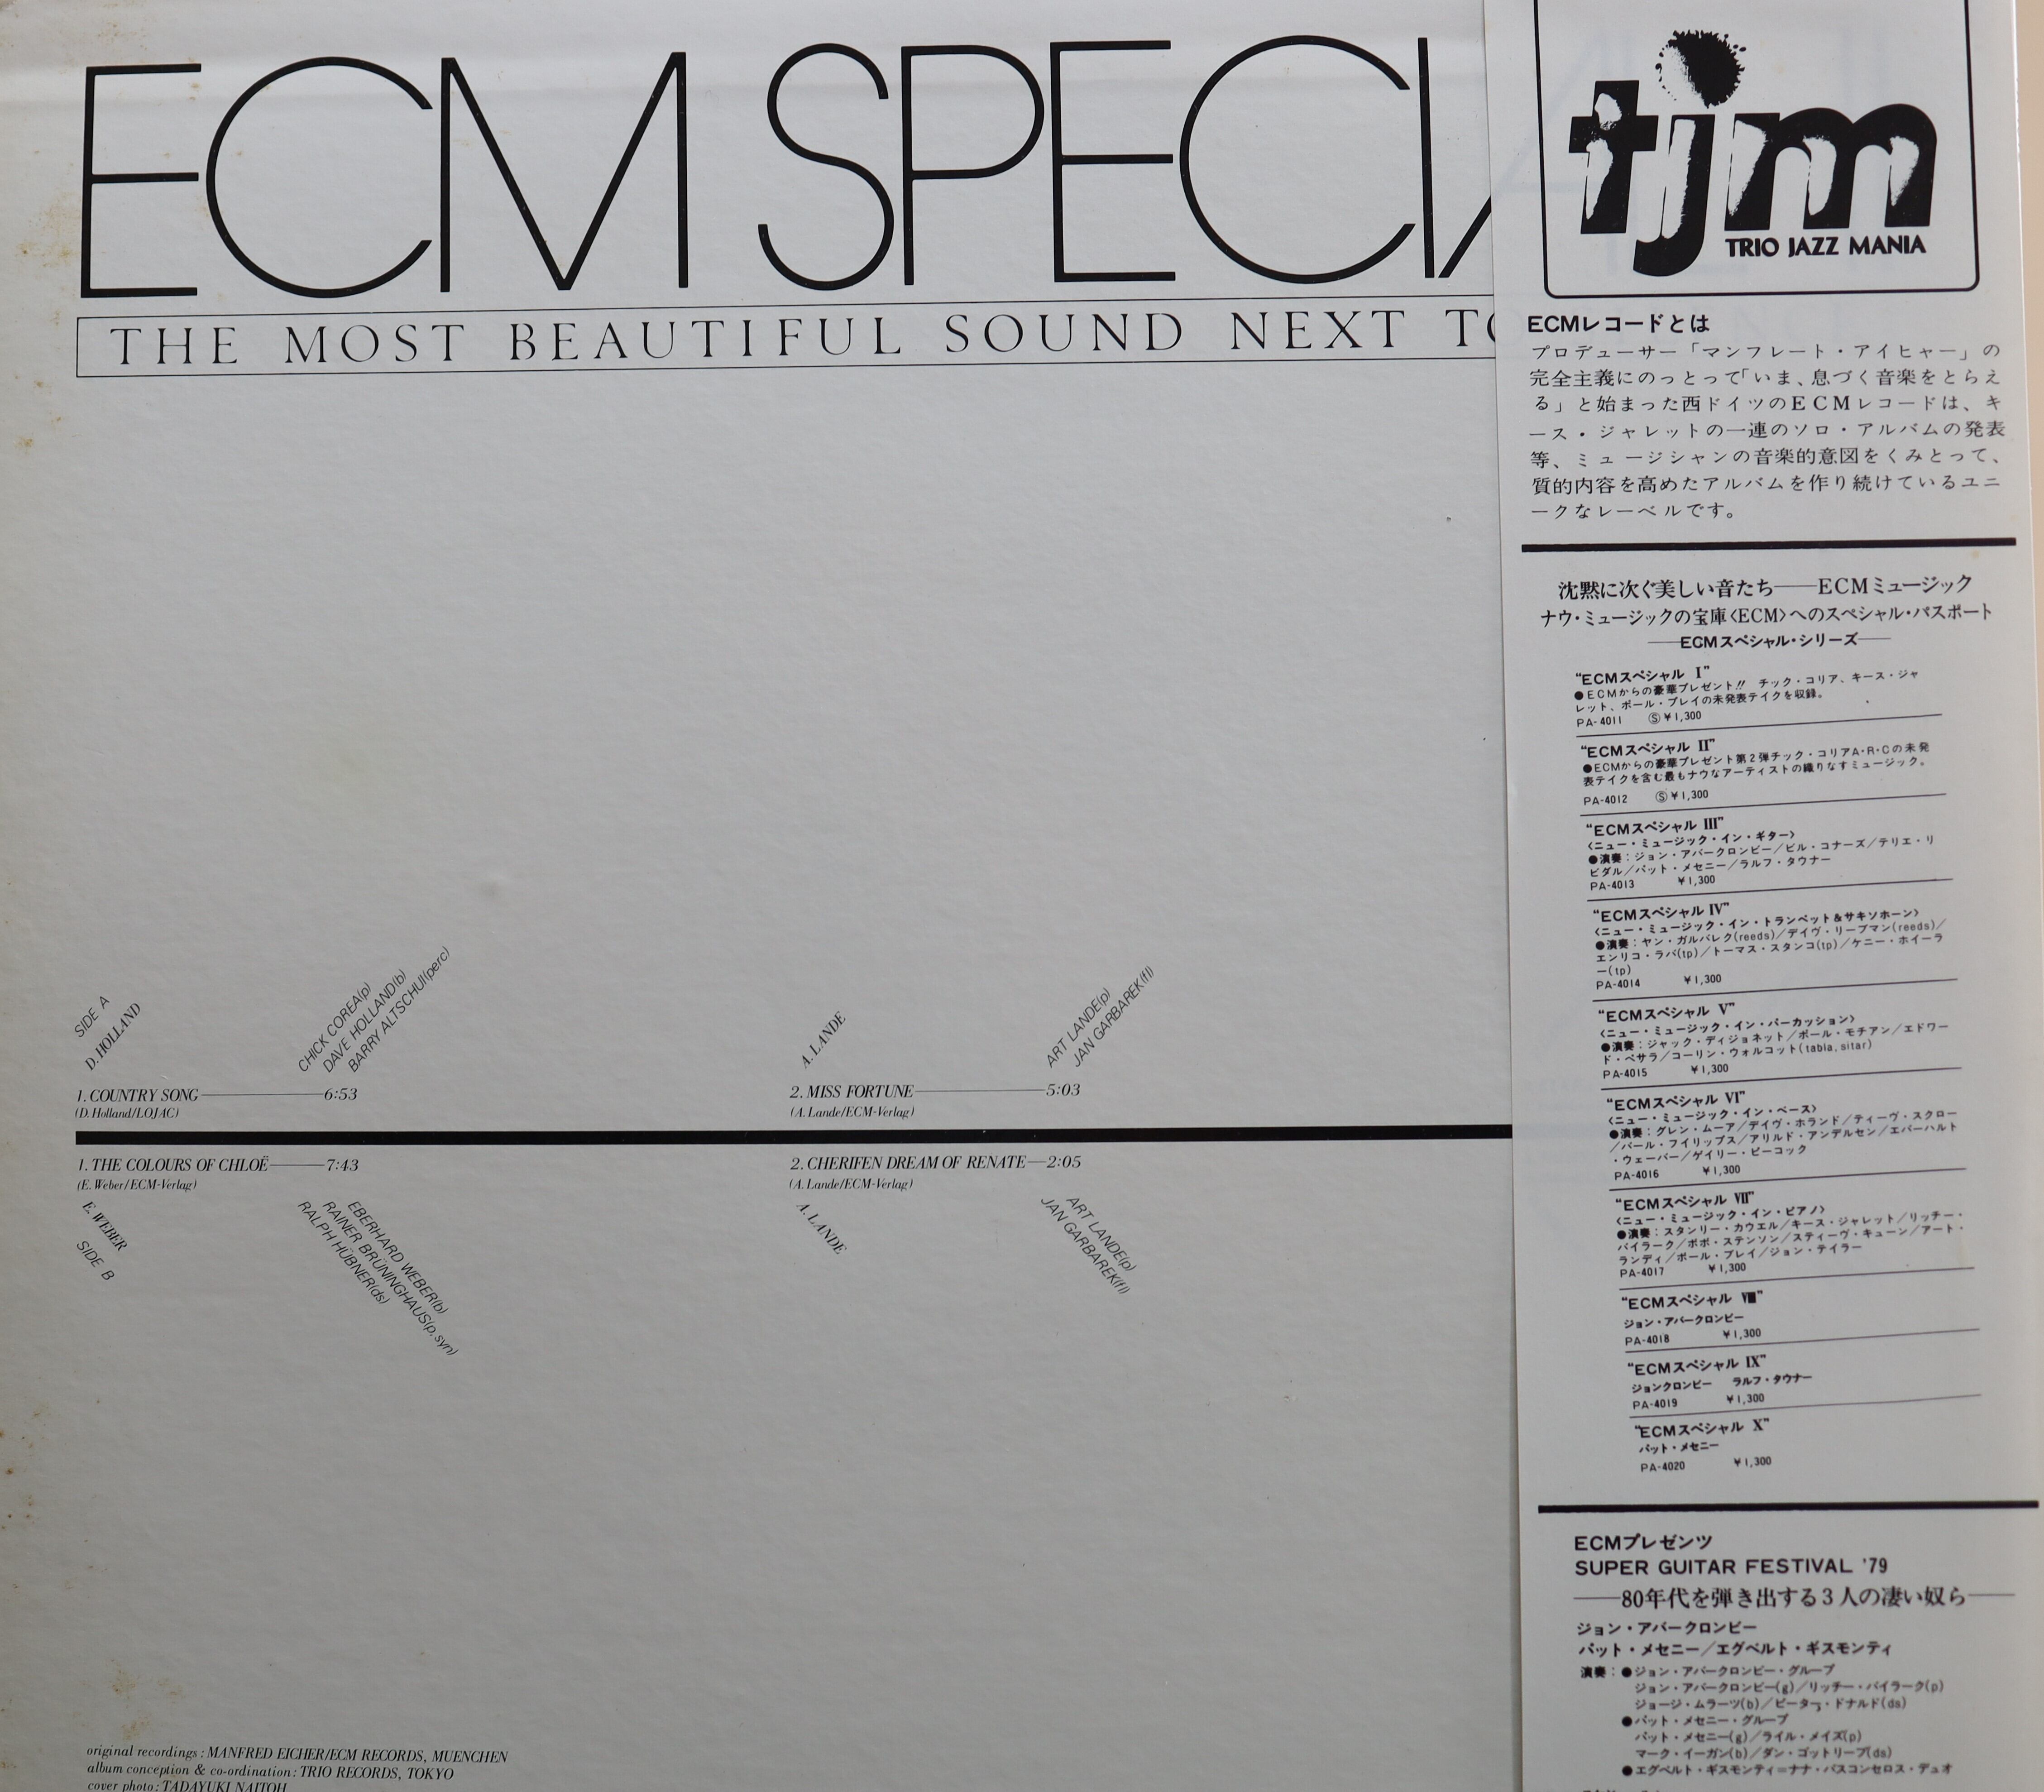 ECM SPECI
THE MOST BEAUTIFUL SOUND NEXT TO
SIDE A
D. HOLLAND
CHICK COREA(p)
DAVE HOLLAND(b)
BARRY ALTSCHUl(perc)
1. COUNTRY SONG 6:53
(D. Holland/LOJAC)
A. LANDE
ART LANDE(p)
JAN GARBAREK(fl)
2. MISS FORTUNE 5:03
(A. Lande/ECM-Verlag)
1. THE COLOURS OF CHLOË 7:43
(E. Weber/ECM-Verlag)
E. WEBER
SIDE B
EBERHARD WEBER(b)
RAINER BRÜNINGHAUS(p, syn)
RALPH HÜBNER(ds)
2. CHERIFEN DREAM OF RENATE 2:05
(A. Lande/ECM-Verlag)
A. LANDE
ART LANDE(p)
JAN GARBAREK(fl)
original recordings : MANFRED EICHER/ECM RECORDS, MUENCHEN
album conception & co-ordination : TRIO RECORDS, TOKYO
cover photo : TADAYUKI NAITOH
tjm
TRIO JAZZ MANIA
ECMレコードとは
プロデューサー「マンフレート・アイヒャー」の
完全主義にのっとって「いま、息づく音楽をとらえ
る」と始まった西ドイツのECMレコードは、キ
ース・ジャレットの一連のソロ・アルバムの発表
等、ミュージシャンの音楽的意図をくみとって、
質的内容を高めたアルバムを作り続けているユニ
ークなレーベルです。
沈黙に次ぐ美しい音たち——ECMミュージック
ナウ・ミュージックの宝庫〈ECM〉へのスペシャル・パスポート
——ECMスペシャル・シリーズ——
“ECMスペシャル I”
●ECMからの豪華プレゼント!! チック・コリア、キース・ジャ
レット、ポール・ブレイの未発表テイクを収録。
PA-4011 Ⓢ¥1,300
“ECMスペシャル II”
●ECMからの豪華プレゼント第2弾チック・コリアA・R・Cの未発
表テイクを含む最もナウなアーティストの織りなすミュージック。
PA-4012 Ⓢ¥1,300
“ECMスペシャル III”
〈ニュー・ミュージック・イン・ギター〉
●演奏：ジョン・アバークロンビー／ビル・コナーズ／テリエ・リ
ピダル／パット・メセニー／ラルフ・タウナー
PA-4013 ¥1,300
“ECMスペシャル IV”
〈ニュー・ミュージック・イン・トランペット＆サキソホーン〉
●演奏：ヤン・ガルバレク(reeds)／デイヴ・リーブマン(reeds)／
エンリコ・ラバ(tp)／トーマス・スタンコ(tp)／ケニー・ホイーラ
ー(tp)
PA-4014 ¥1,300
“ECMスペシャル V”
〈ニュー・ミュージック・イン・パーカッション〉
●演奏：ジャック・ディジョネット／ポール・モチアン／エドワー
ド・ベサラ／コーリン・ウォルコット(tabla, sitar)
PA-4015 ¥1,300
“ECMスペシャル VI”
〈ニュー・ミュージック・イン・ベース〉
●演奏：グレン・ムーア／デイヴ・ホランド／ティーヴ・スクロー
／バール・フイリップス／アリルド・アンデルセン／エバーハルト
・ウェーバー／ゲイリー・ピーコック
PA-4016 ¥1,300
“ECMスペシャル VII”
〈ニュー・ミュージック・イン・ピアノ〉
●演奏：スタンリー・カウエル／キース・ジャレット／リッチー・
バイラーク／ボボ・ステンソン／スティーヴ・キューン／アート・
ランディ／ポール・ブレイ／ジョン・テイラー
PA-4017 ¥1,300
“ECMスペシャル VIII”
ジョン・アバークロンビー
PA-4018 ¥1,300
“ECMスペシャル IX”
ジョンクロンビー ラルフ・タウナー
PA-4019 ¥1,300
“ECMスペシャル X”
パット・メセニー
PA-4020 ¥1,300
ECMプレゼンツ
SUPER GUITAR FESTIVAL '79
——80年代を弾き出する3人の凄い奴ら——
ジョン・アバークロンビー
パット・メセニー／エグベルト・ギスモンティ
演奏：●ジョン・アバークロンビー・グループ
ジョン・アバークロンビー(g)／リッチー・バイラーク(p)
ジョージ・ムラーツ(b)／ピーター・ドナルド(ds)
●パット・メセニー・グループ
パット・メセニー(g)／ライル・メイズ(p)
マーク・イーガン(b)／ダン・ゴットリーブ(ds)
●エグベルト・ギスモンティ＝ナナ・バスコンセロス・デュオ